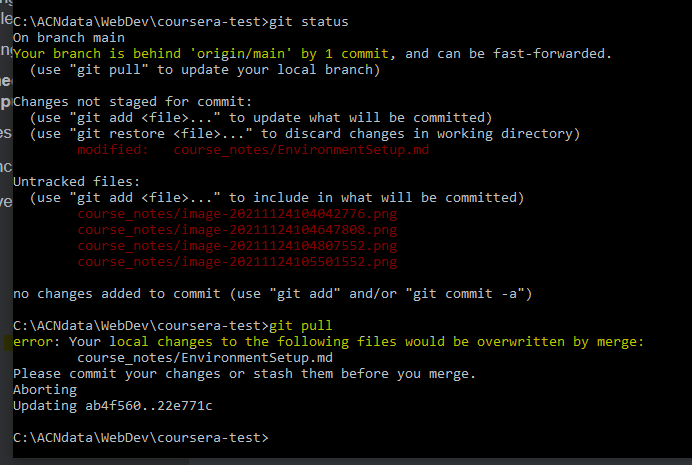 C:\ACNdata\WebDev\coursera-test>git status
On branch main
Your branch is behind 'origin/main' by 1 commit, and can be fast-forwarded.
  (use "git pull" to update your local branch)
Changes not staged for commit:
  (use "git add <file>..." to update what will be committed)
  (use "git restore <file>..." to discard changes in working directory)
        modified:   course_notes/EnvironmentSetup.md
Untracked files:
  (use "git add <file>..." to include in what will be committed)
        course_notes/image-20211124104042776.png
        course_notes/image-20211124104647808.png
        course_notes/image-20211124104807552.png
        course_notes/image-20211124105501552.png
no changes added to commit (use "git add" and/or "git commit -a")
C:\ACNdata\WebDev\coursera-test>git pull
error: Your local changes to the following files would be overwritten by merge:
        course_notes/EnvironmentSetup.md
Please commit your changes or stash them before you merge.
Aborting
Updating ab4f560..22e771c
C:\ACNdata\WebDev\coursera-test>